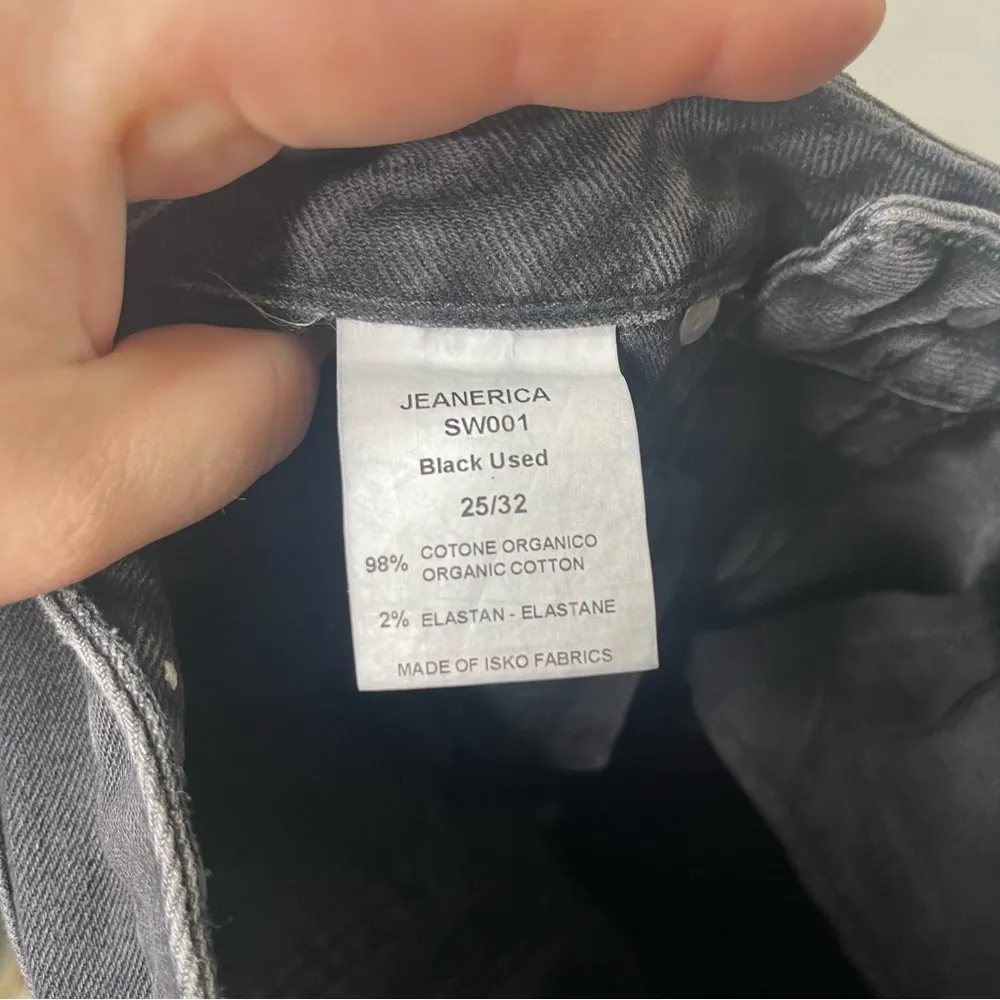 JEANERICA
SW001
Black Used
25/32
98% COTONE ORGANICO
ORGANIC COTTON
2% ELASTAN - ELASTANE
MADE OF ISKO FABRICS